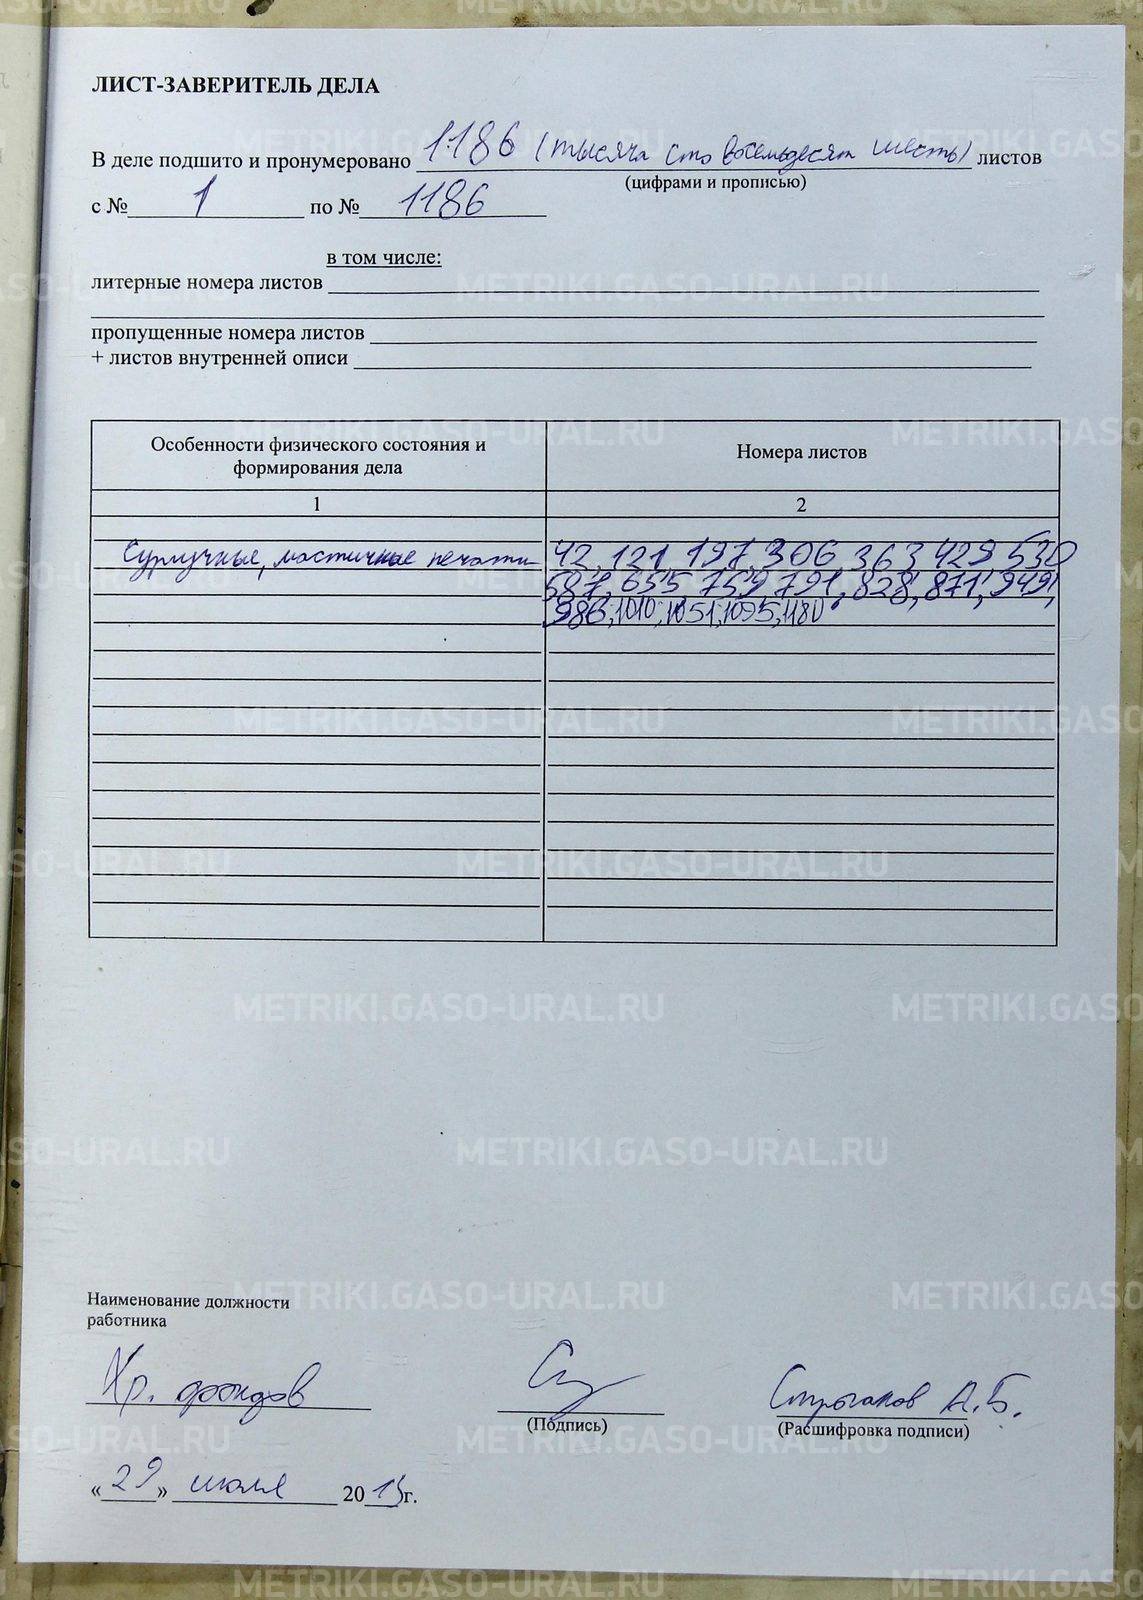 ЛИСТ-ЗАВЕРИТЕЛЬ ДЕЛА
В деле подшито и пронумеровано 1186 (тысяча сто восемьдесят шесть) листов
(цифрами и прописью)
с № 1 по № 1186
в том числе:
литерные номера листов
пропущенные номера листов
+ листов внутренней описи
Особенности физического состояния и формирования дела
Номера листов
1
2
Сургучные, мастичные печати
42, 121, 197, 306, 363 429 530
587, 655, 759, 791, 828, 871, 949,
986, 1010, 1051, 1095, 1180
Наименование должности
работника
Хр. фондов
(Подпись)
Стрыганов А.Б.
(Расшифровка подписи)
«29» июля 2013г.
METRIKI.GASO-URAL.RU